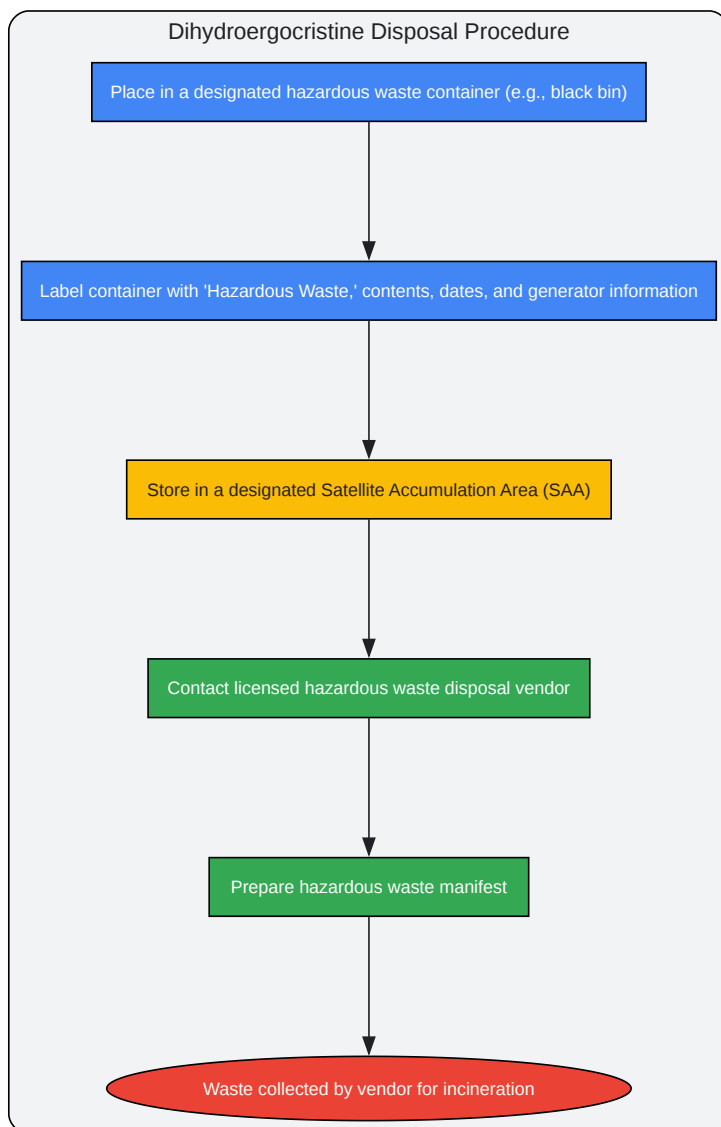 Dihydroergocristine Disposal Procedure
Place in a designated hazardous waste container (e.g., black bin)
Label container with 'Hazardous Waste,' contents, dates, and generator information
Store in a designated Satellite Accumulation Area (SAA)
Contact licensed hazardous waste disposal vendor
Prepare hazardous waste manifest
Waste collected by vendor for incineration